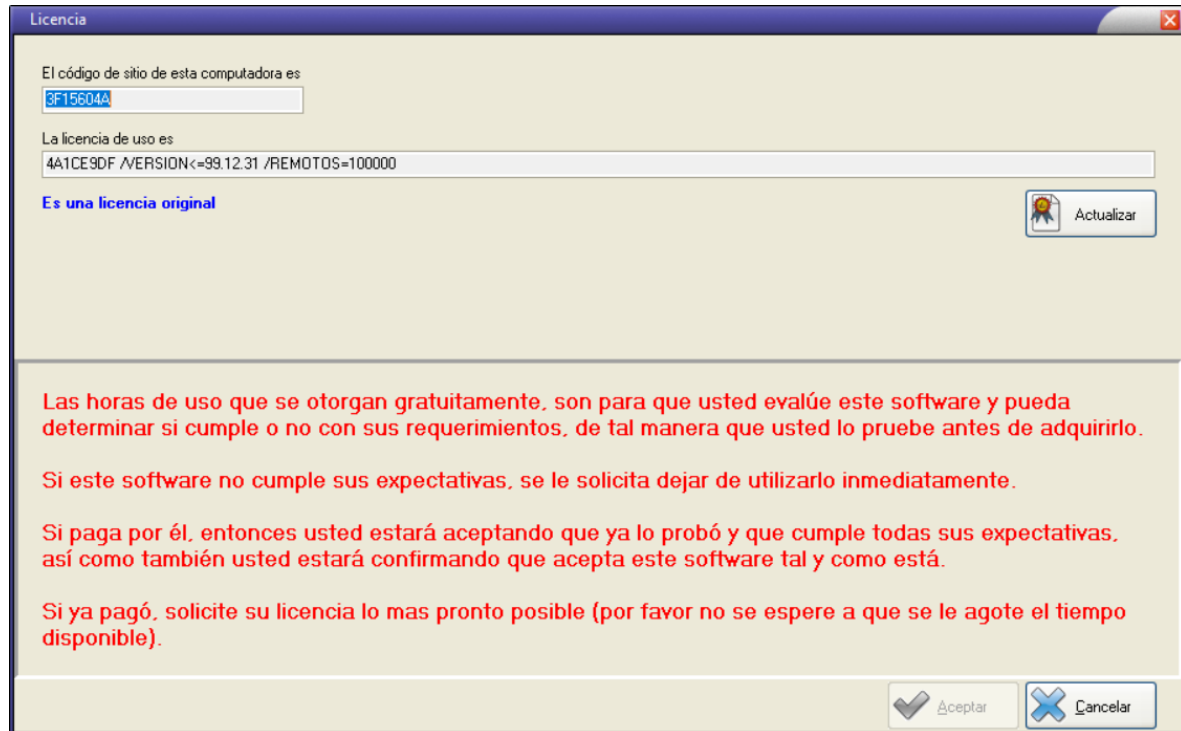 Licencia
El código de sitio de esta computadora es
3F15604A
La licencia de uso es
4A1CE9DF /VERSION<=99.12.31 /REMOTOS=100000
Es una licencia original
Actualizar
Las horas de uso que se otorgan gratuitamente, son para que usted evalúe este software y pueda
determinar si cumple o no con sus requerimientos, de tal manera que usted lo pruebe antes de adquirirlo.
Si este software no cumple sus expectativas, se le solicita dejar de utilizarlo inmediatamente.
Si paga por él, entonces usted estará aceptando que ya lo probó y que cumple todas sus expectativas,
así como también usted estará confirmando que acepta este software tal y como está.
Si ya pagó, solicite su licencia lo mas pronto posible (por favor no se espere a que se le agote el tiempo
disponible).
Aceptar
Cancelar